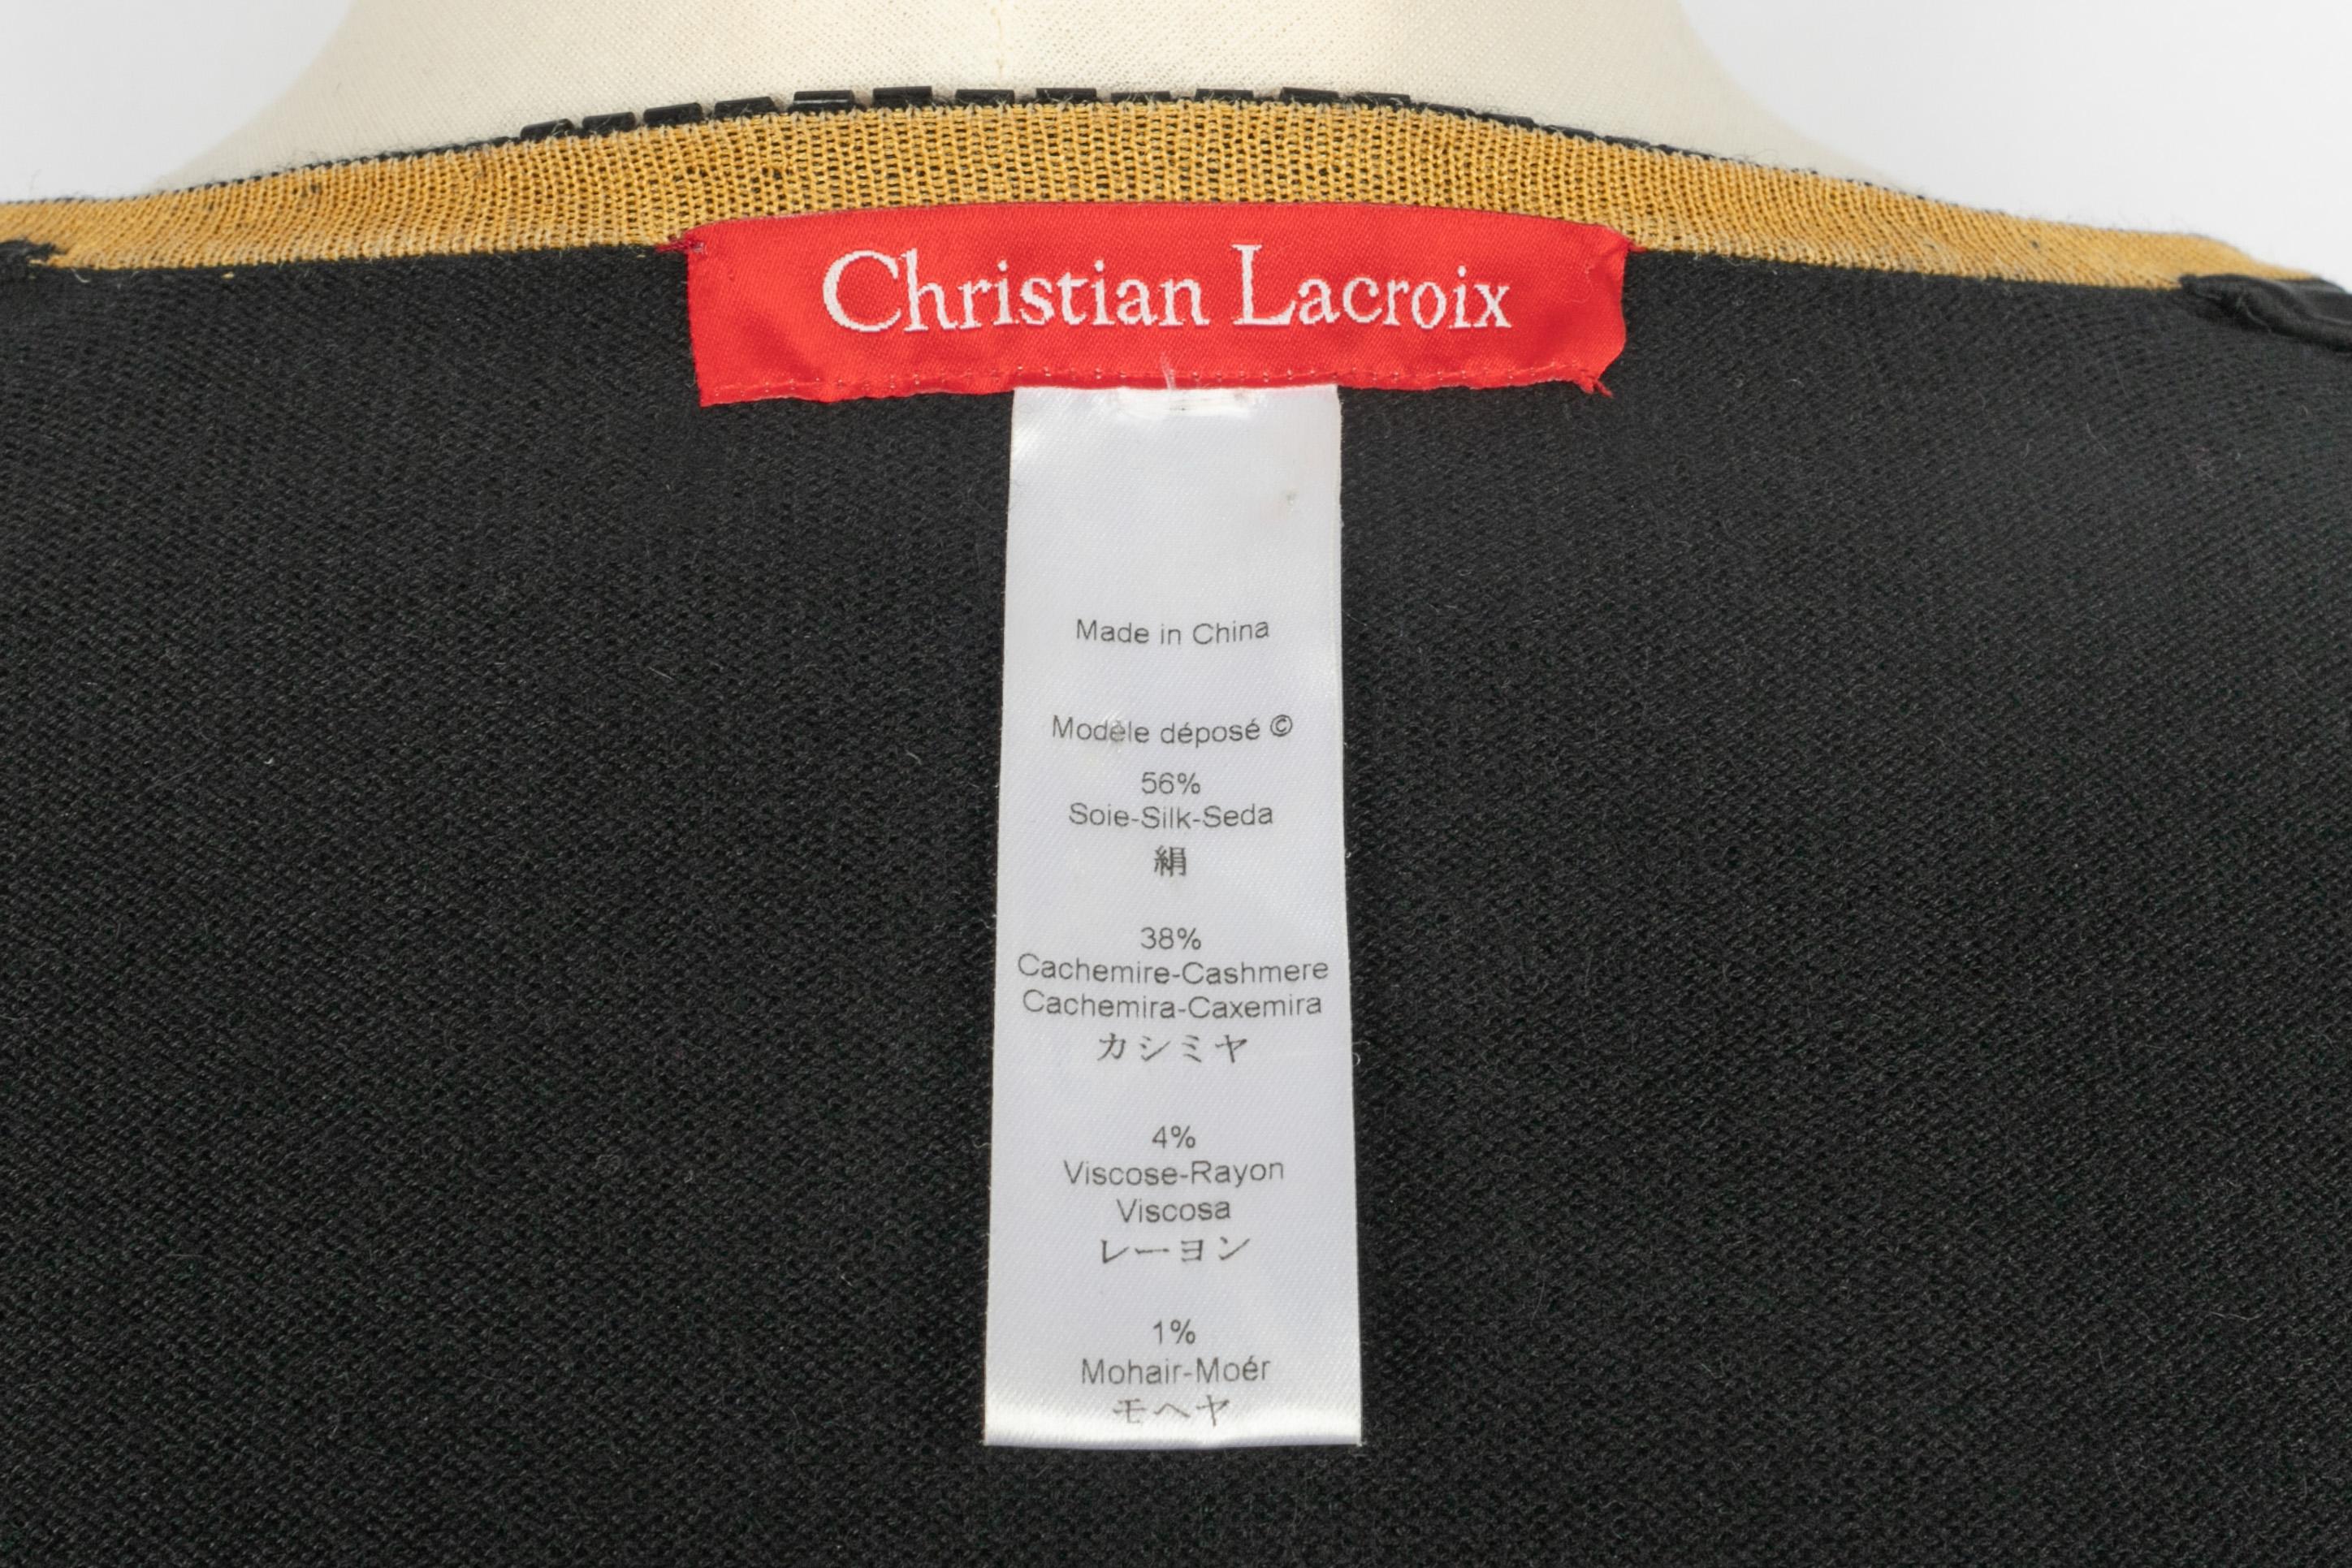 Christian Lacroix
Made in China
Modèle déposé ©
56%
Soie-Silk-Seda
絹
38%
Cachemire-Cashmere
Cachemira-Caxemira
カシミヤ
4%
Viscose-Rayon
Viscosa
レーヨン
1%
Mohair-Moér
モヘヤ